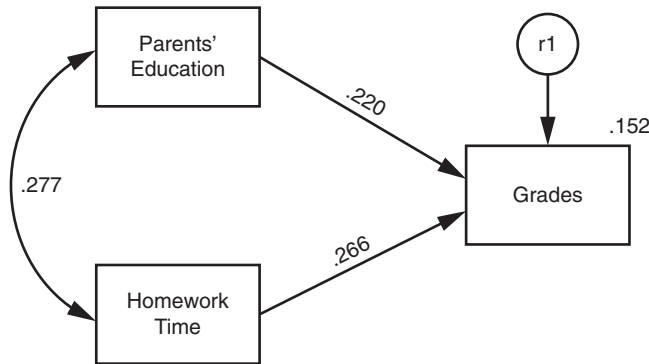 Parents'
Education
r1
.220
.152
.277
Grades
.266
Homework
Time